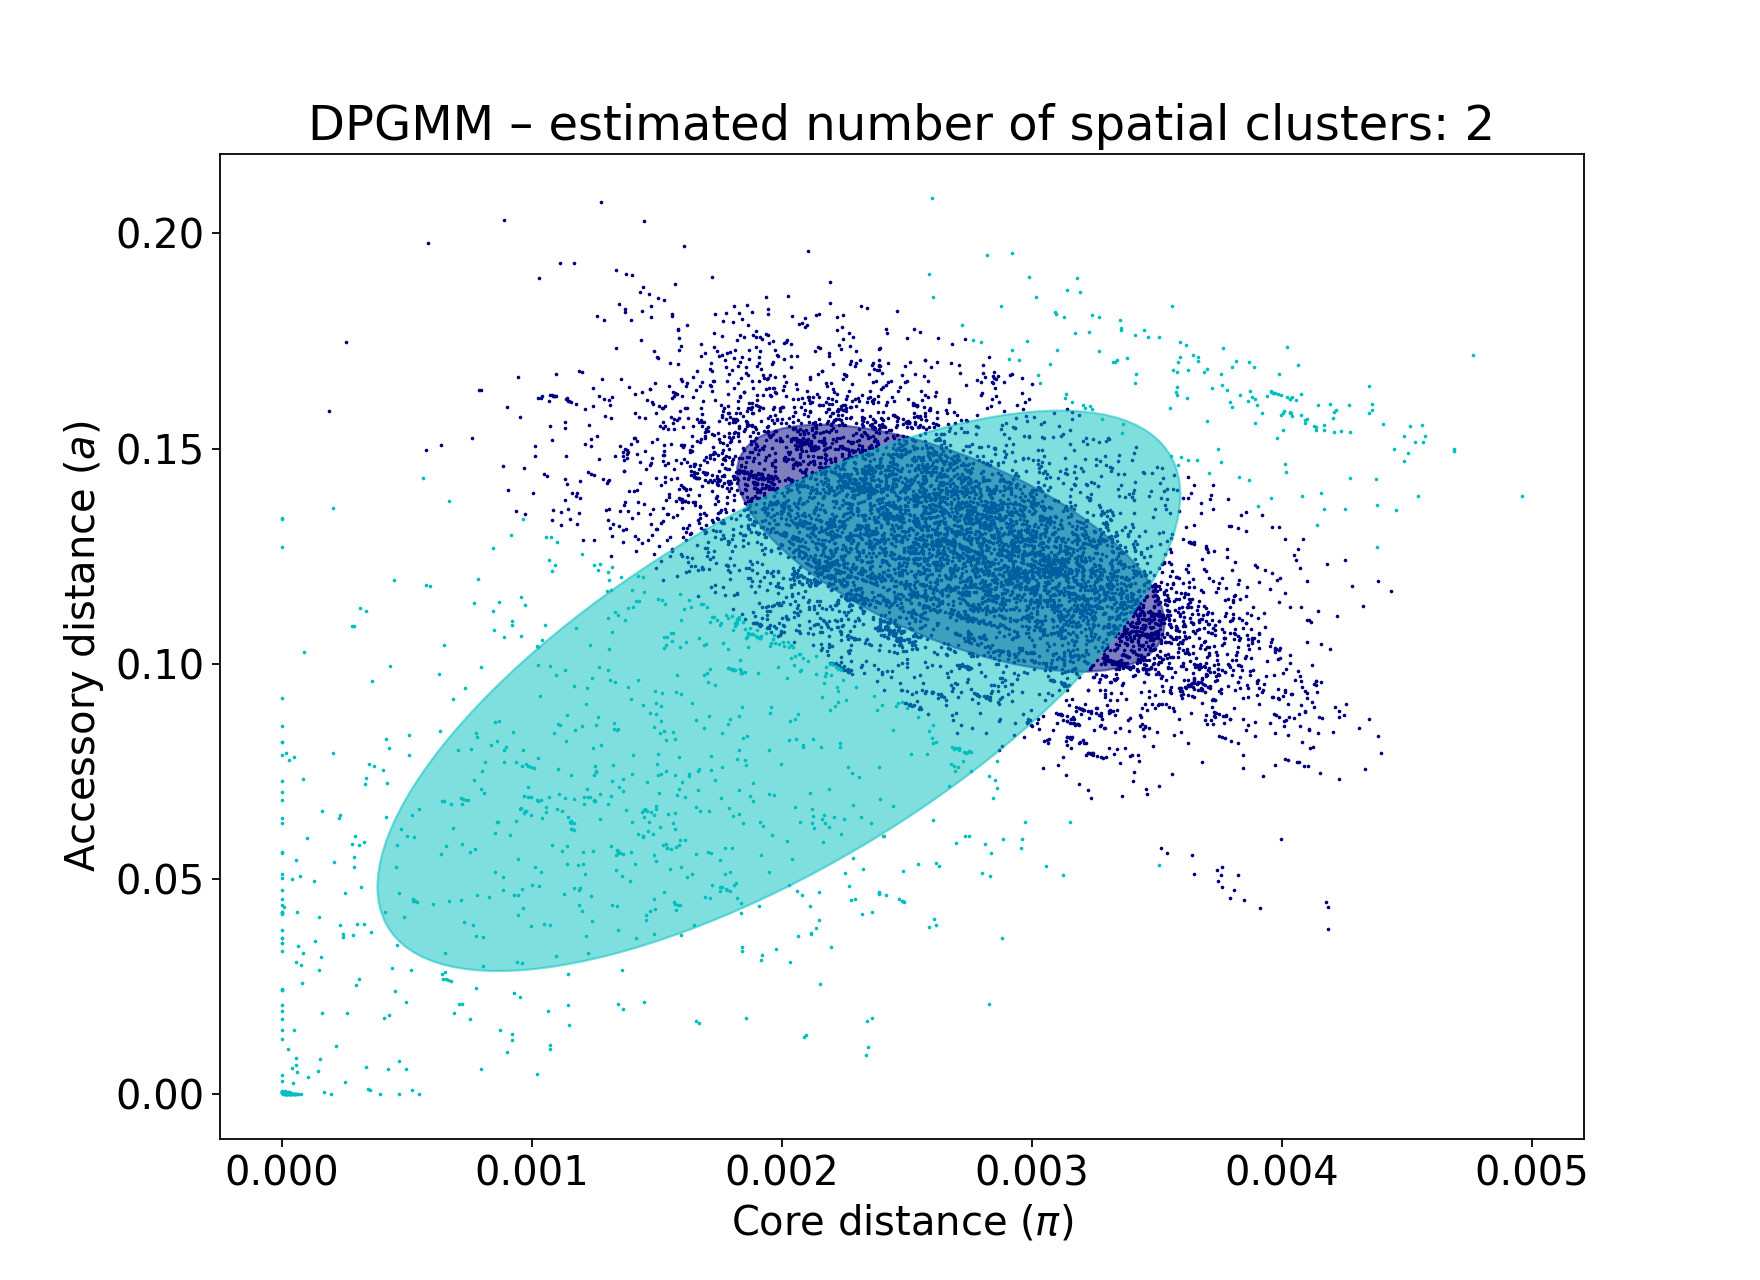 DPGMM – estimated number of spatial clusters: 2
0.20
0.15
0.10
0.05
0.00
Accessory distance (a)
0.000 0.001 0.002 0.003 0.004 0.005
Core distance (π)